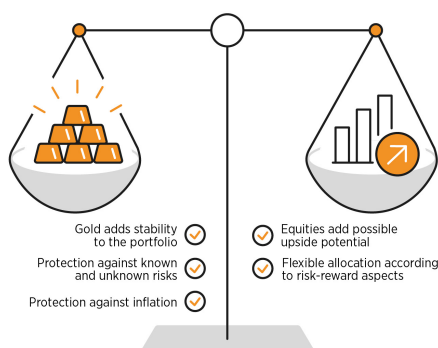 Gold adds stability
to the portfolio
Protection against known
and unknown risks
Protection against inflation
Equities add possible
upside potential
Flexible allocation according
to risk-reward aspects